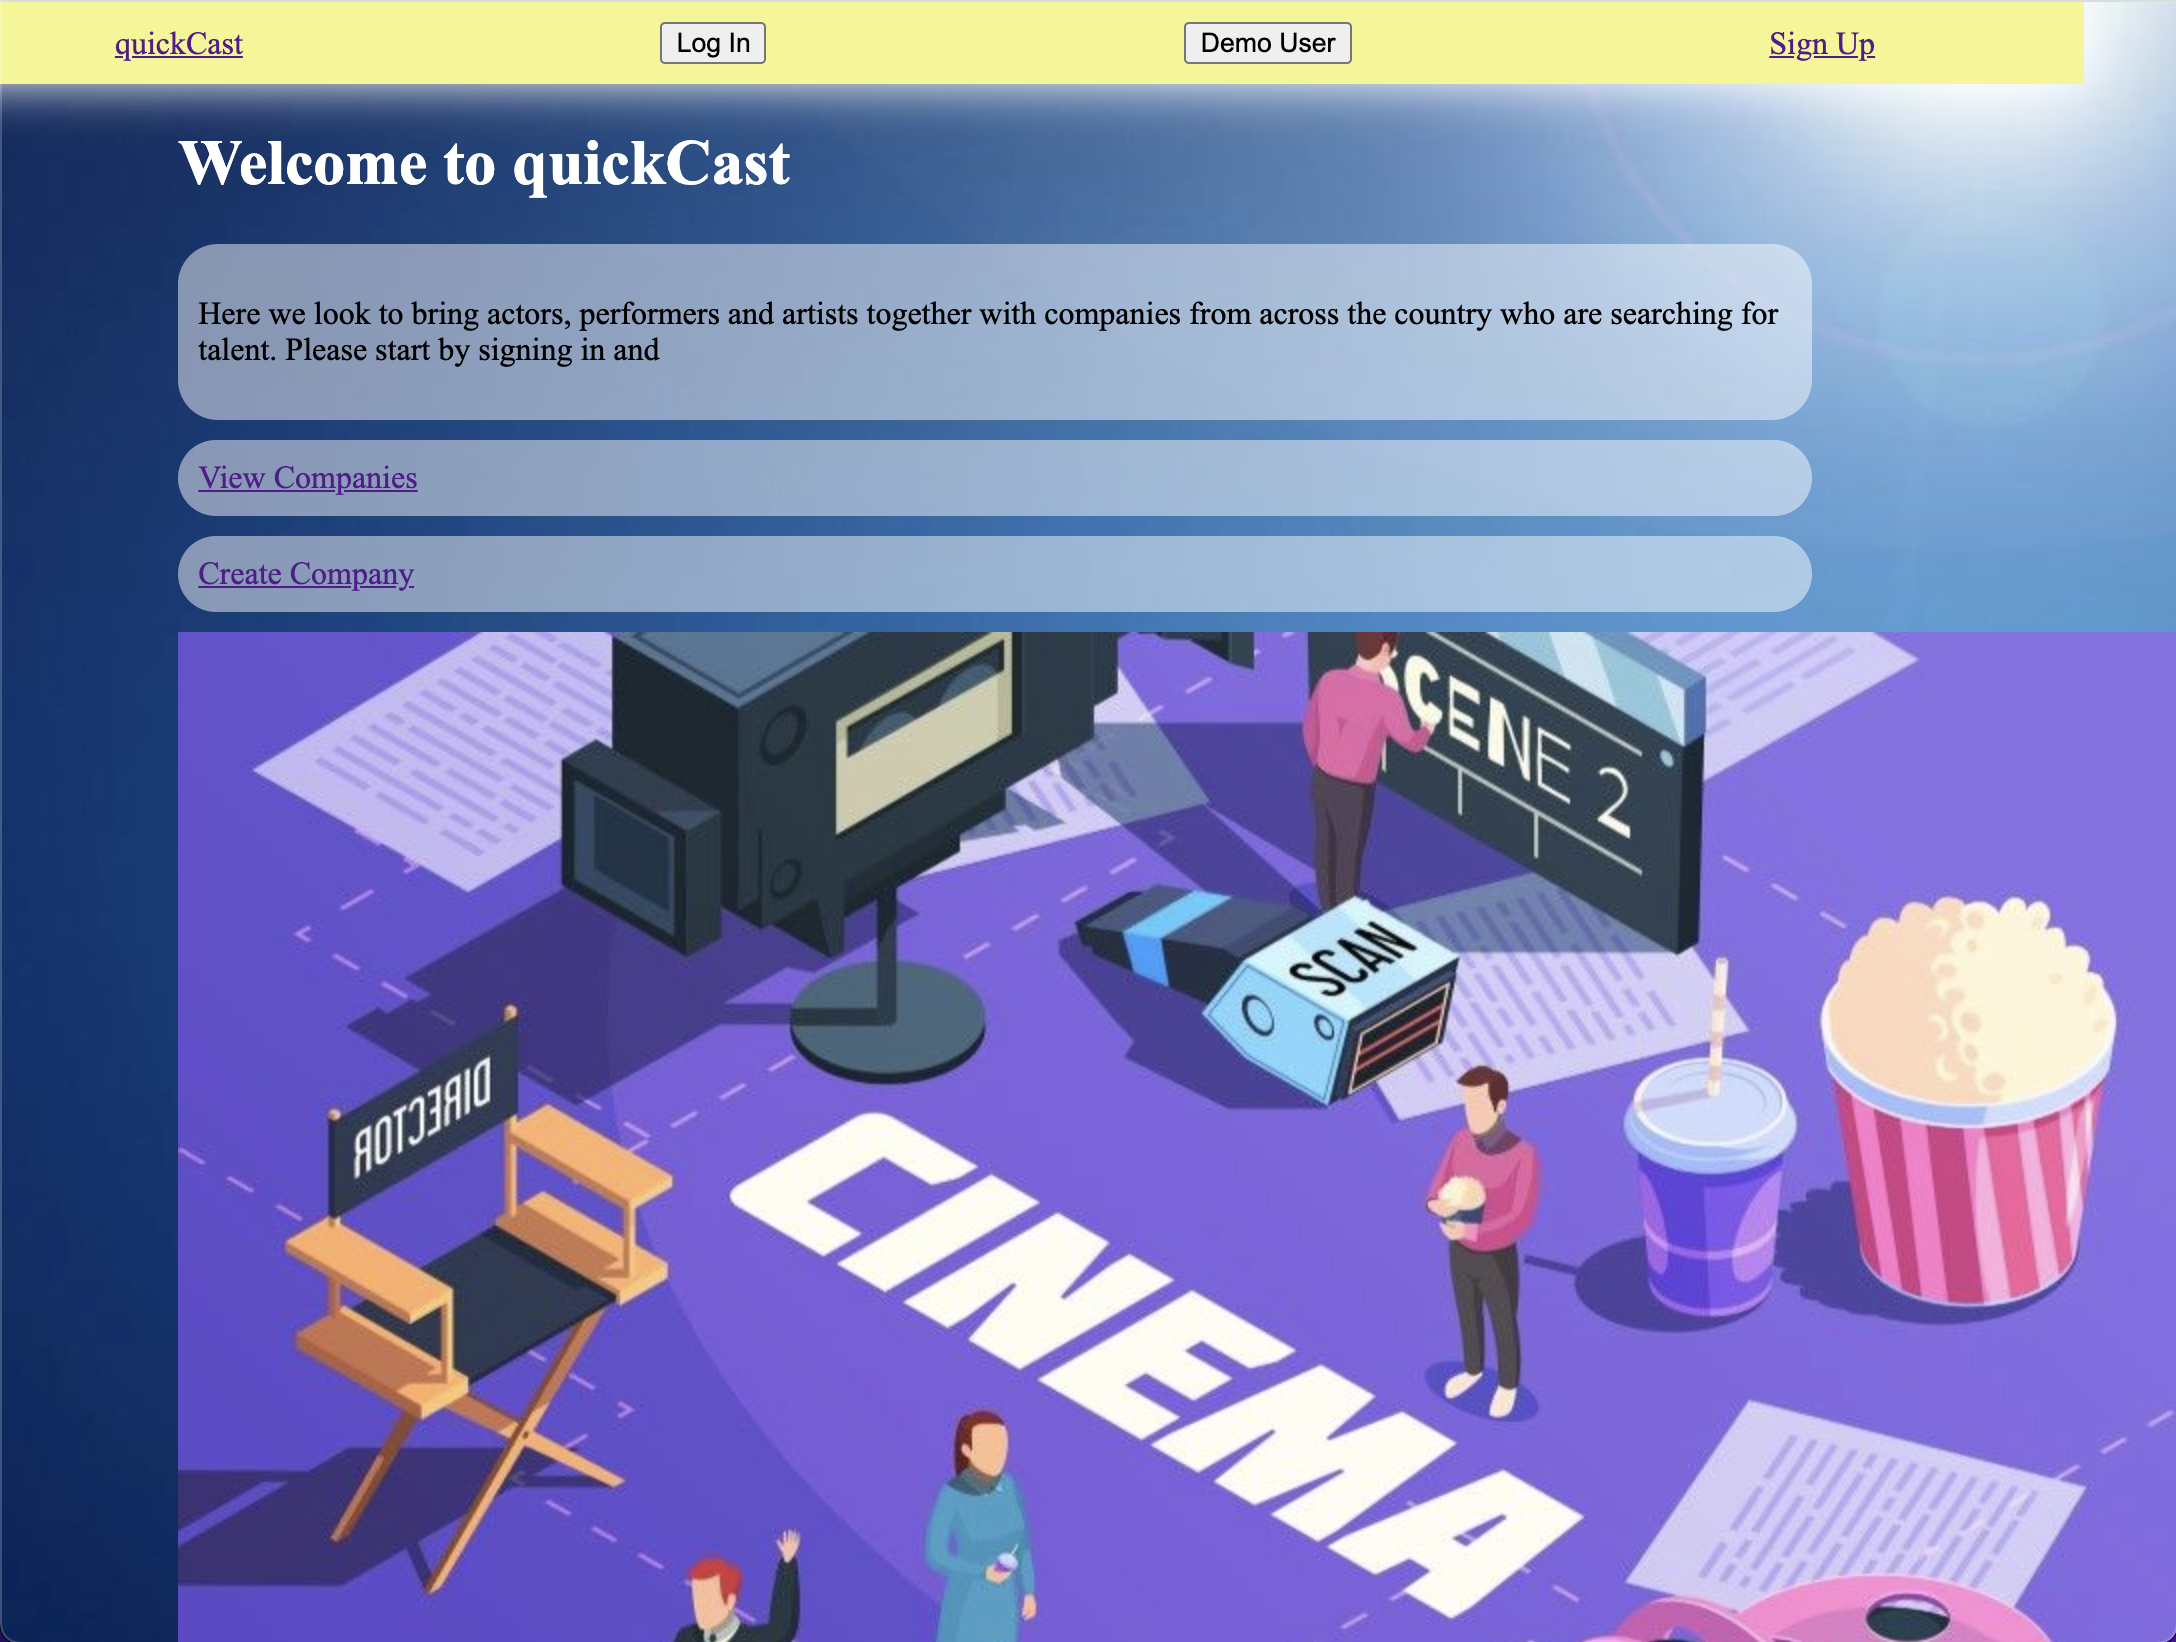 quickCast Log In Demo User Sign Up
Welcome to quickCast
Here we look to bring actors, performers and artists together with companies from across the country who are searching for
talent. Please start by signing in and
View Companies
Create Company
SCENE 2
SCAN
DIRECTOR
CINEMA